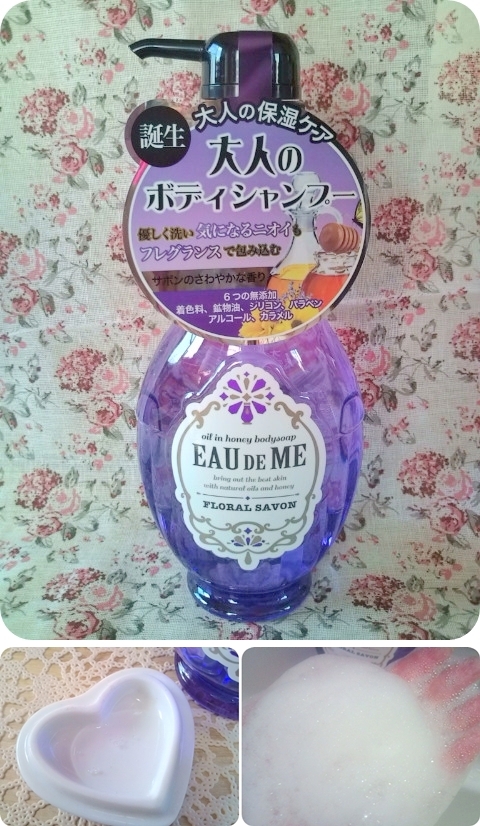 誕生
大人の保湿ケア
大人の
ボディシャンプー
優しく洗い気になるニオイも
フレグランスで包み込む
サボンのさわやかな香り
6つの無添加
着色料、鉱物油、シリコン、パラベン
アルコール、カラメル
oil in honey bodysoap
EAU DE ME
bring out the best skin
with natural oils and honey
FLORAL SAVON